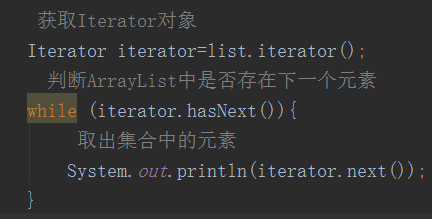 获取Iterator对象
Iterator iterator=list.iterator();
判断ArrayList中是否存在下一个元素
while (iterator.hasNext()){
取出集合中的元素
System.out.println(iterator.next());
}